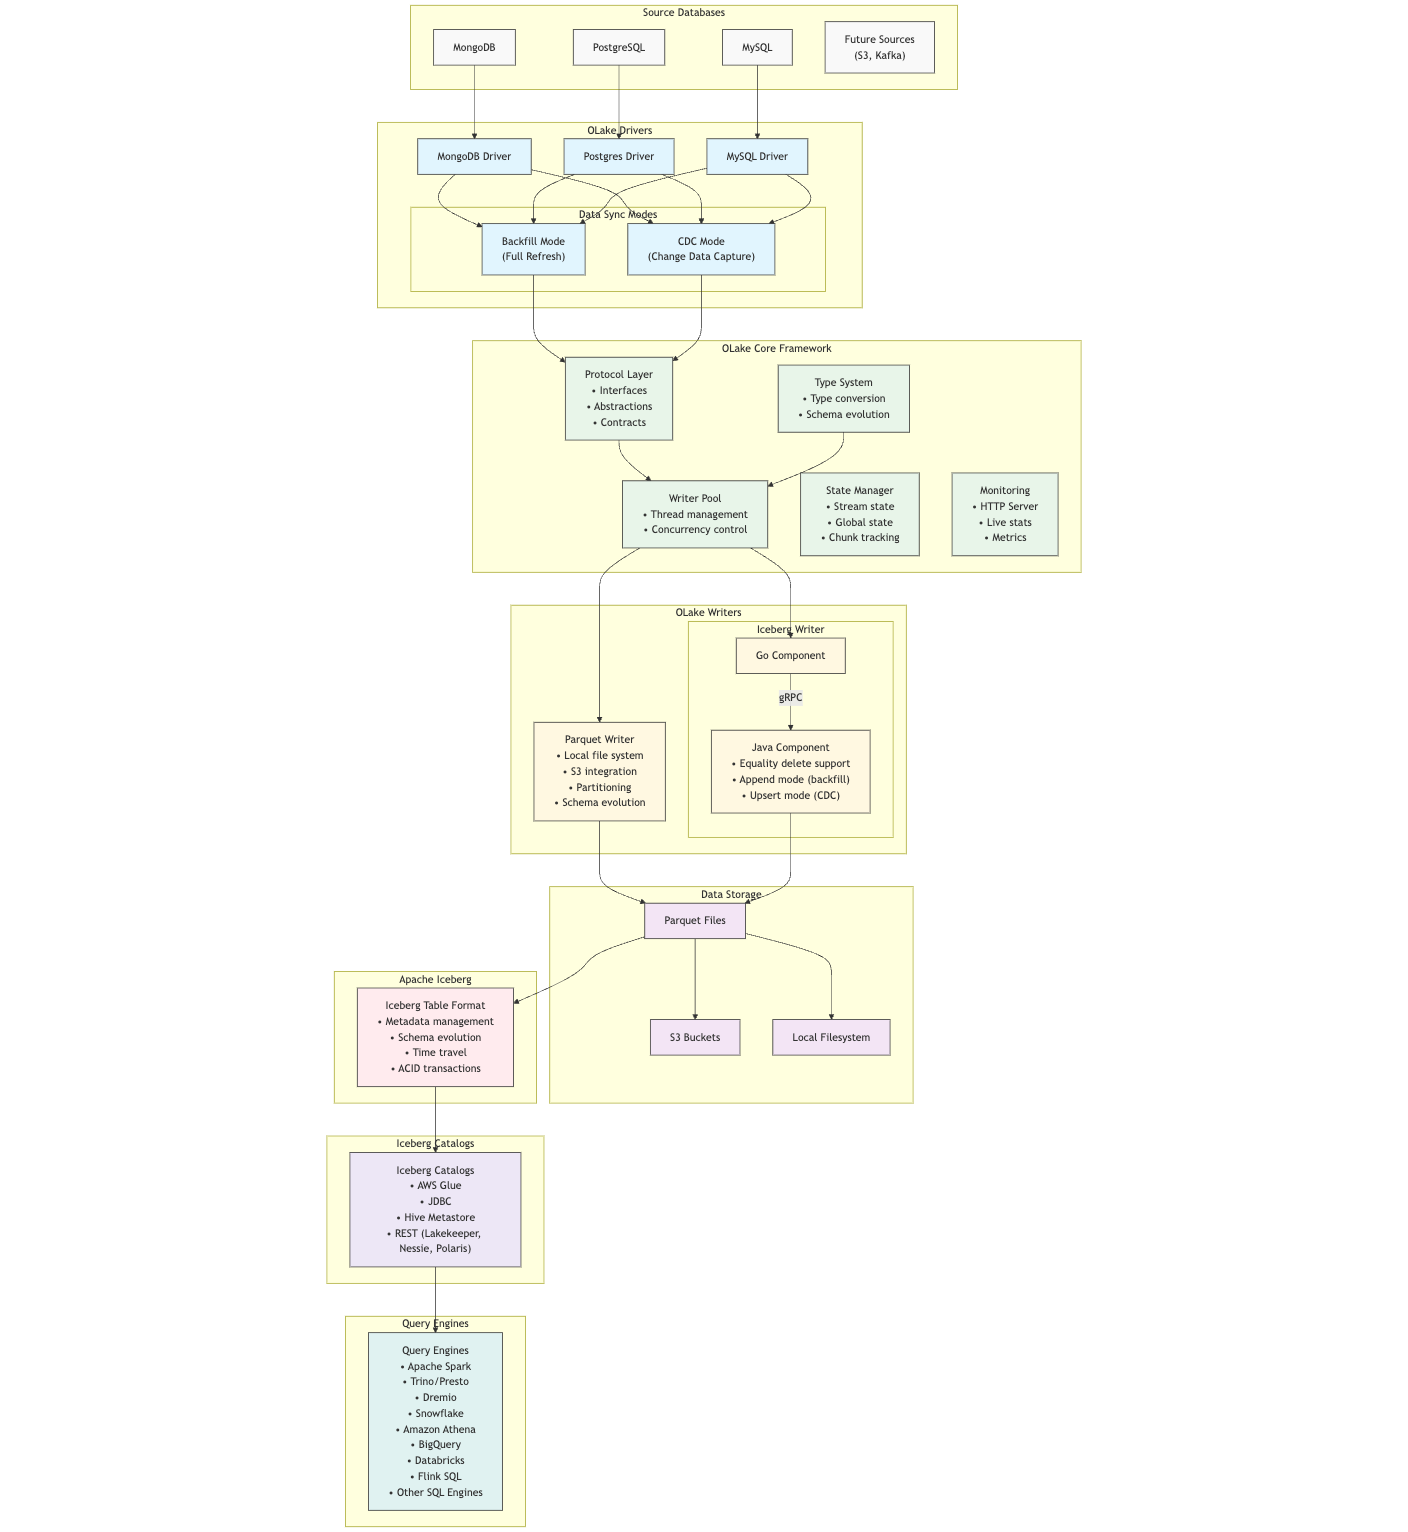 Source Databases
MongoDB
PostgreSQL
MySQL
Future Sources
(S3, Kafka)
OLake Drivers
MongoDB Driver
Postgres Driver
MySQL Driver
Data Sync Modes
Backfill Mode
(Full Refresh)
CDC Mode
(Change Data Capture)
OLake Core Framework
Protocol Layer
• Interfaces
• Abstractions
• Contracts
Type System
• Type conversion
• Schema evolution
Writer Pool
• Thread management
• Concurrency control
State Manager
• Stream state
• Global state
• Chunk tracking
Monitoring
• HTTP Server
• Live stats
• Metrics
OLake Writers
Iceberg Writer
Go Component
gRPC
Parquet Writer
• Local file system
• S3 integration
• Partitioning
• Schema evolution
Java Component
• Equality delete support
• Append mode (backfill)
• Upsert mode (CDC)
Data Storage
Parquet Files
S3 Buckets
Local Filesystem
Apache Iceberg
Iceberg Table Format
• Metadata management
• Schema evolution
• Time travel
• ACID transactions
Iceberg Catalogs
Iceberg Catalogs
• AWS Glue
• JDBC
• Hive Metastore
• REST (Lakekeeper,
Nessie, Polaris)
Query Engines
Query Engines
• Apache Spark
• Trino/Presto
• Dremio
• Snowflake
• Amazon Athena
• BigQuery
• Databricks
• Flink SQL
• Other SQL Engines